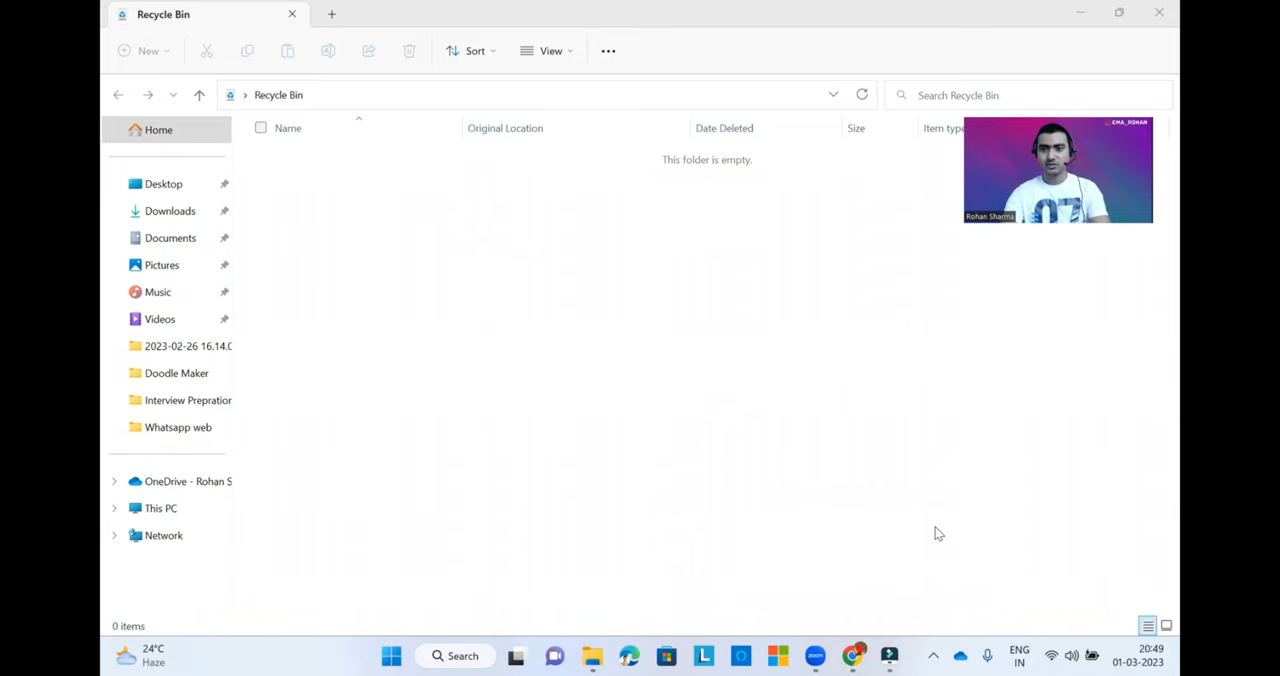 Recycle Bin
New
Sort
View
Recycle Bin
Search Recycle Bin
Name
Original Location
Date Deleted
Size
Item type
This folder is empty.
CMA_ROHAN
Rohan Sharma
07
Home
Desktop
Downloads
Documents
Pictures
Music
Videos
2023-02-26 16.14.0
Doodle Maker
Interview Prepration
Whatsapp web
OneDrive - Rohan S
This PC
Network
0 items
24°C
Haze
Search
L
zoom
ENG
IN
20:49
01-03-2023